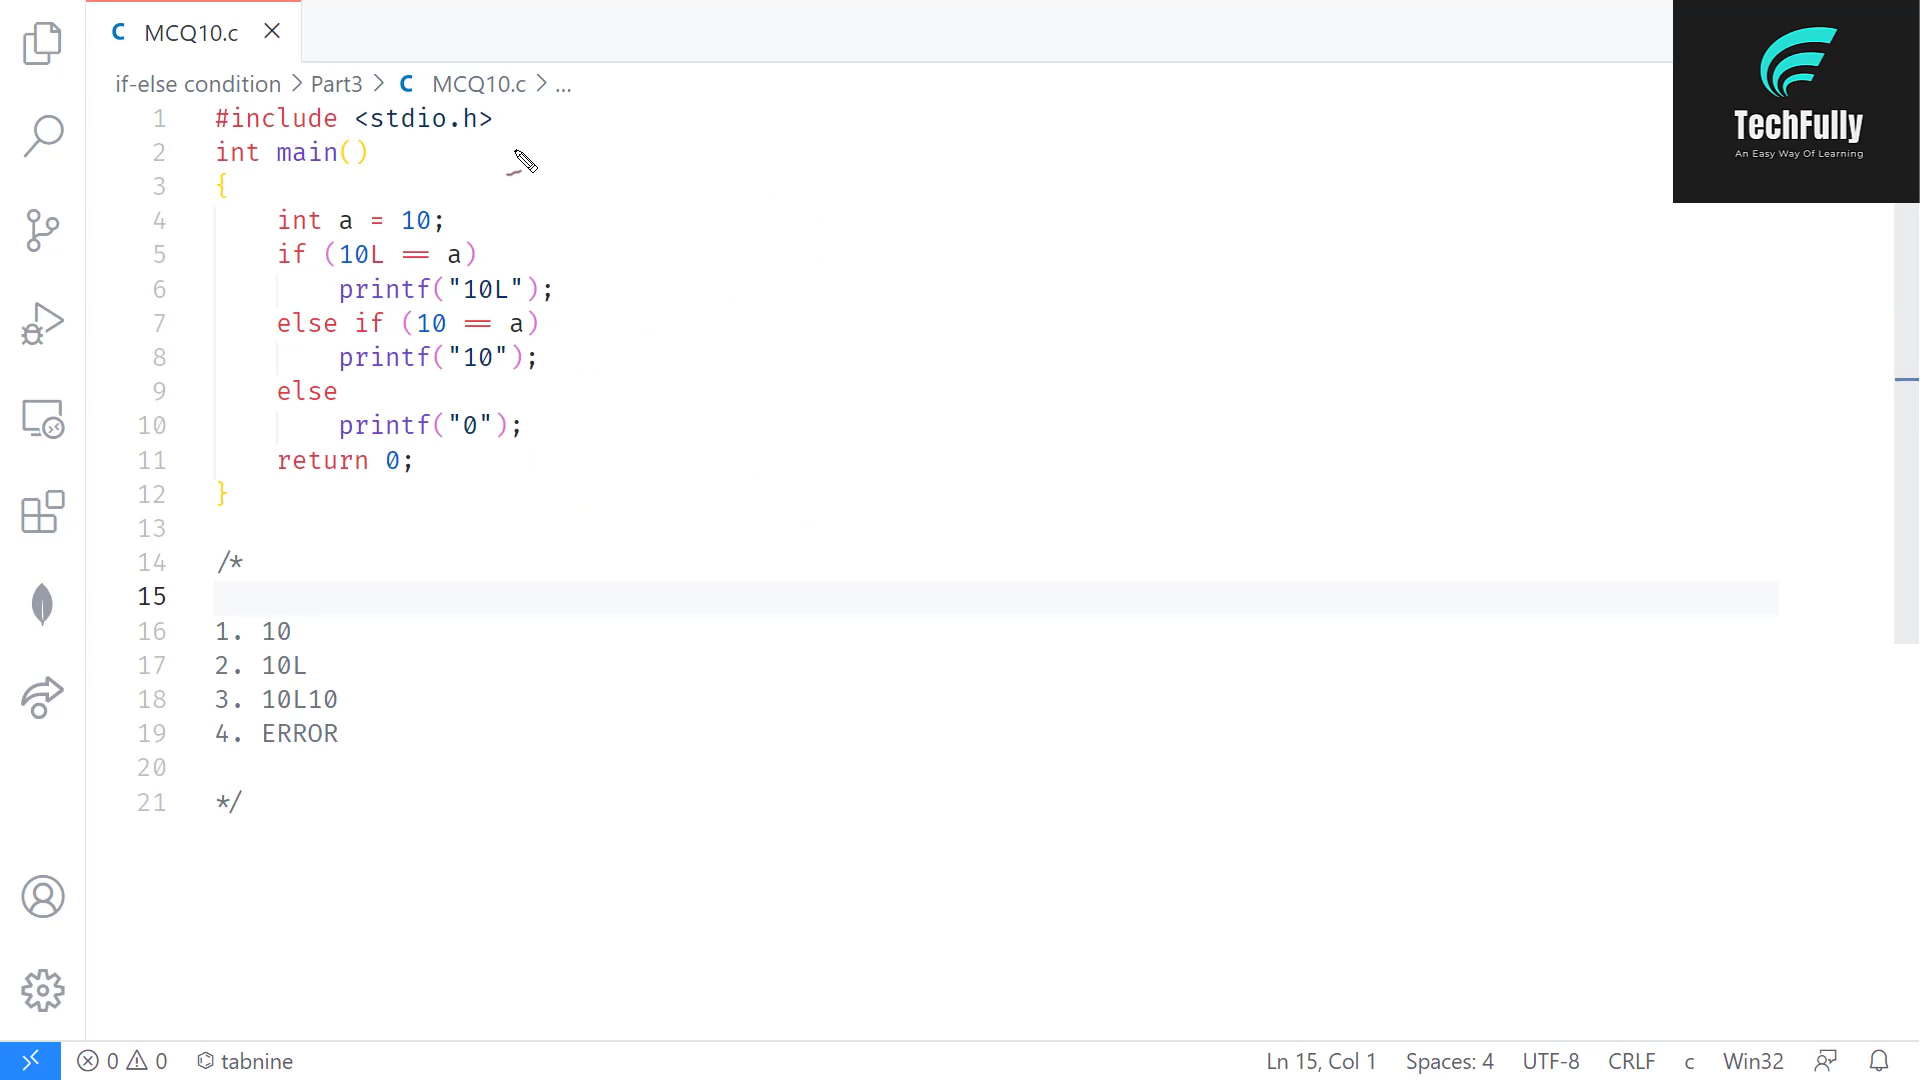 MCQ10.c
TechFully
An Easy Way Of Learning
if-else condition > Part3 > C MCQ10.c > ...
1 #include <stdio.h>
2 int main()
3 {
4 int a = 10;
5 if (10L == a)
6 printf("10L");
7 else if (10 == a)
8 printf("10");
9 else
10 printf("0");
11 return 0;
12 }
13
14 /*
15
16 1. 10
17 2. 10L
18 3. 10L10
19 4. ERROR
20
21 */
0 0 tabnine Ln 15, Col 1 Spaces: 4 UTF-8 CRLF c Win32